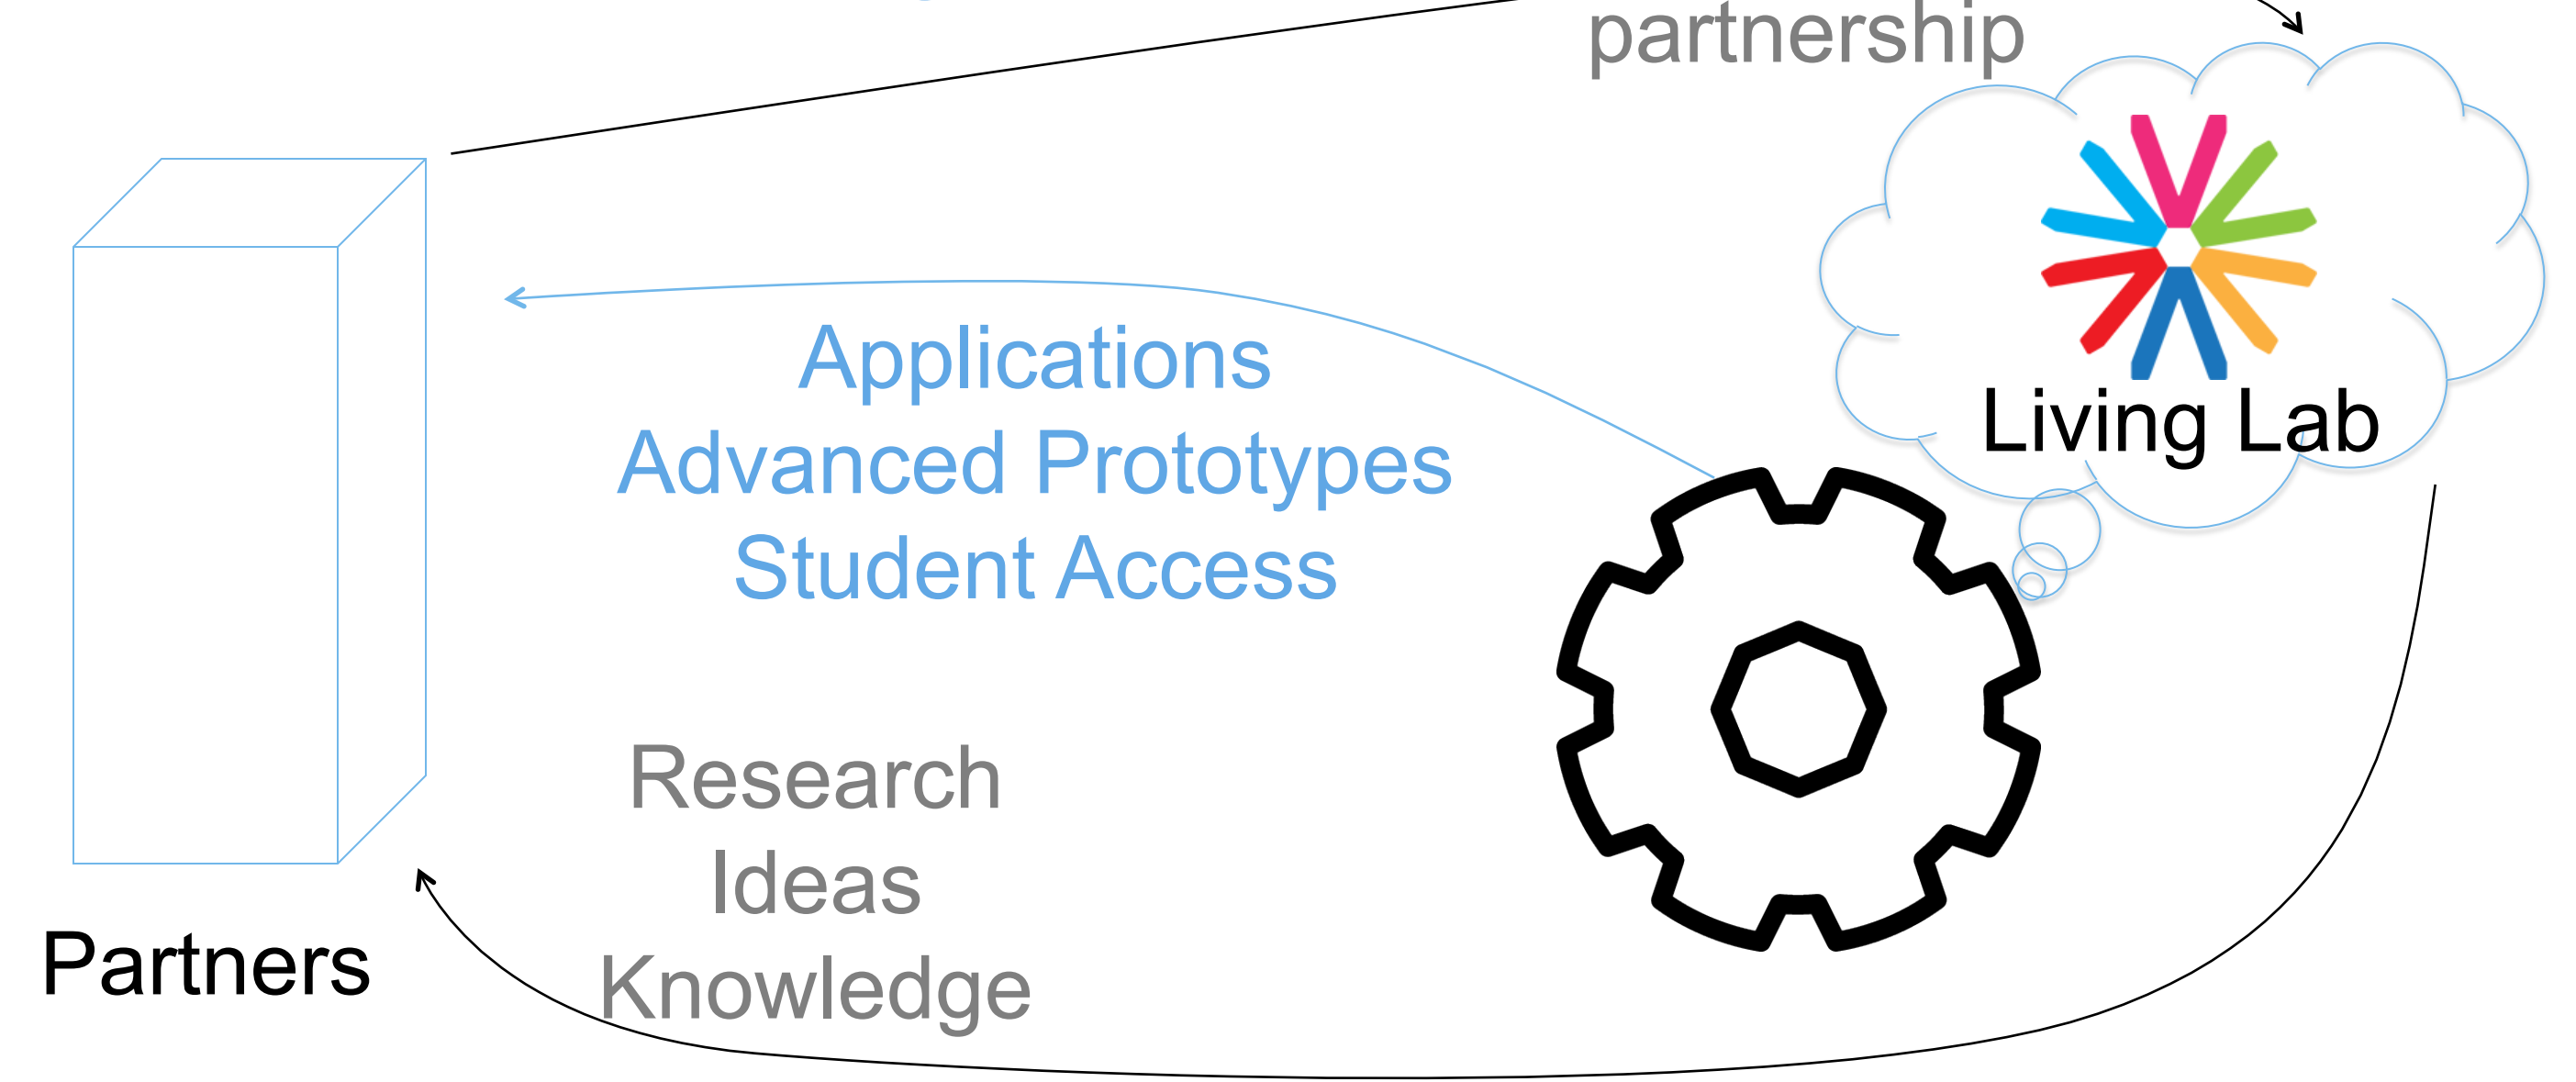 partnership
Living Lab
Applications
Advanced Prototypes
Student Access
Research
Ideas
Knowledge
Partners